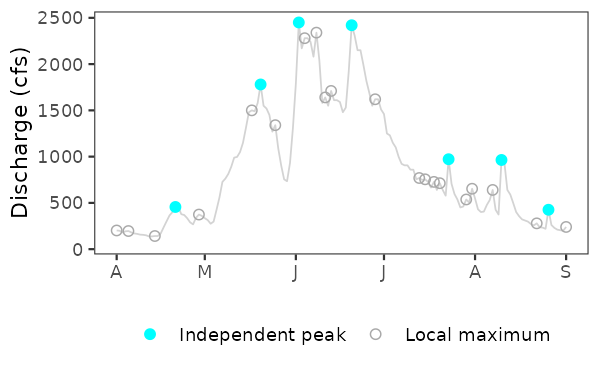 Discharge (cfs)
2500
2000
1500
1000
500
0
A M J J A S
Independent peak Local maximum